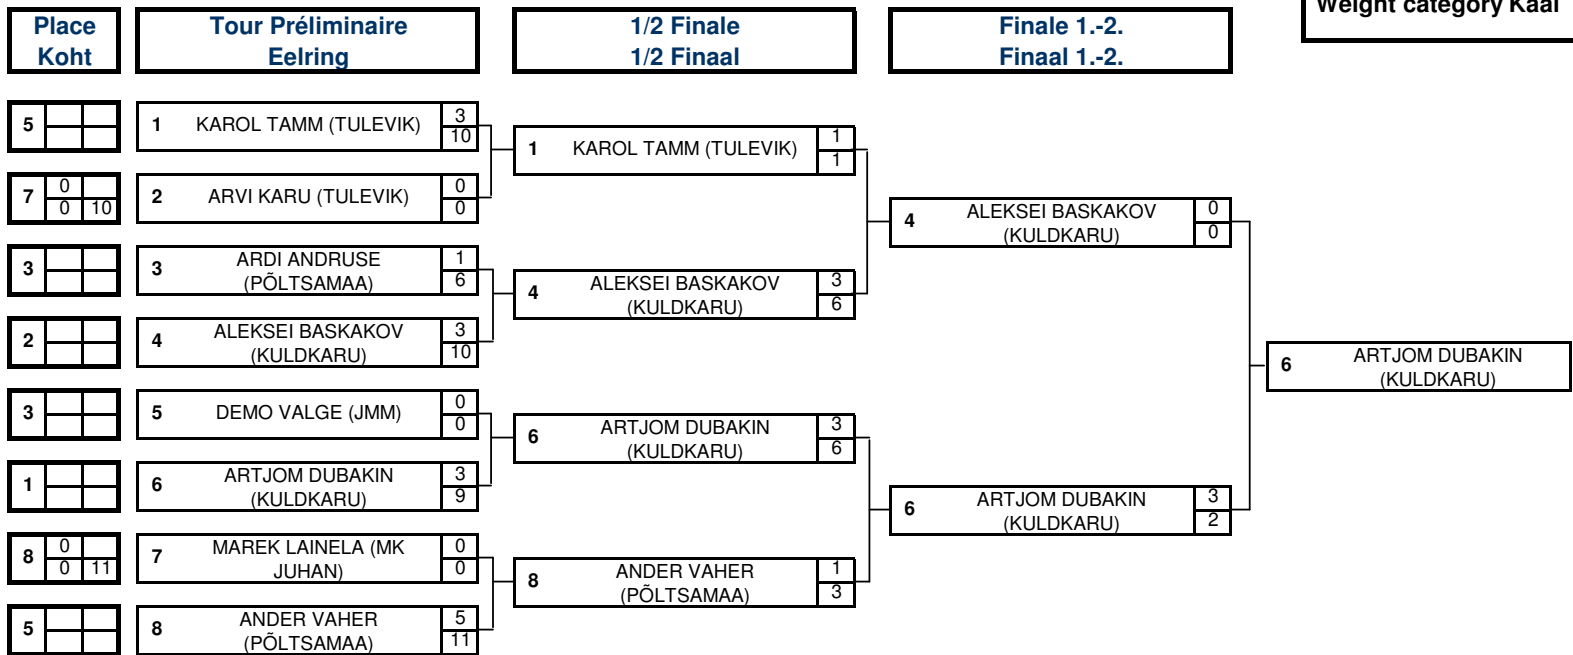 Weight category Kaal
Place
Koht
Tour Préliminaire
Eelring
1/2 Finale
1/2 Finaal
Finale 1.-2.
Finaal 1.-2.
5
1 KAROL TAMM (TULEVIK) 3
10
7 0
0 10
2 ARVI KARU (TULEVIK) 0
0
3
3 ARDI ANDRUSE 1
(PÕLTSAMAA) 6
2
4 ALEKSEI BASKAKOV 3
(KULDKARU) 10
3
5 DEMO VALGE (JMM) 0
0
1
6 ARTJOM DUBAKIN 3
(KULDKARU) 9
8 0
0 11
7 MAREK LAINELA (MK 0
JUHAN) 0
5
8 ANDER VAHER 5
(PÕLTSAMAA) 11
1 KAROL TAMM (TULEVIK) 1
1
4 ALEKSEI BASKAKOV 3
(KULDKARU) 6
6 ARTJOM DUBAKIN 3
(KULDKARU) 6
8 ANDER VAHER 1
(PÕLTSAMAA) 3
4 ALEKSEI BASKAKOV 0
(KULDKARU) 0
6 ARTJOM DUBAKIN 3
(KULDKARU) 2
6 ARTJOM DUBAKIN
(KULDKARU)